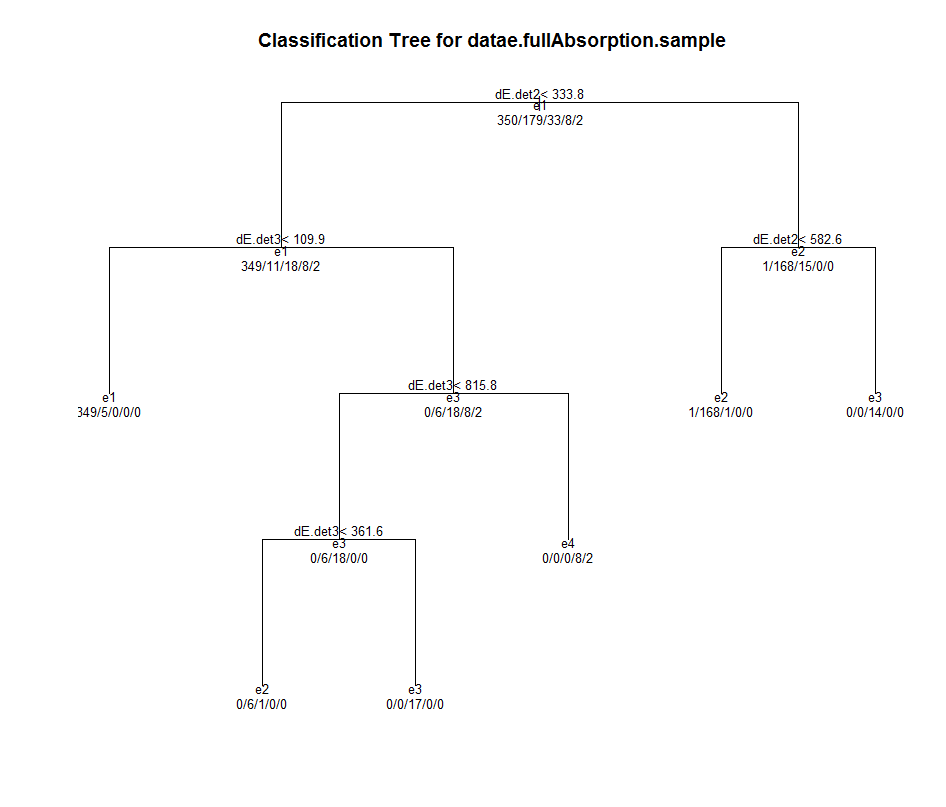 Classification Tree for datae.fullAbsorption.sample
dE.det2< 333.8
e1
350/179/33/8/2
dE.det3< 109.9
e1
349/11/18/8/2
dE.det2< 582.6
e2
1/168/15/0/0
e1
349/5/0/0/0
dE.det3< 815.8
e3
0/6/18/8/2
e2
1/168/1/0/0
e3
0/0/14/0/0
dE.det3< 361.6
e3
0/6/18/0/0
e4
0/0/0/8/2
e2
0/6/1/0/0
e3
0/0/17/0/0